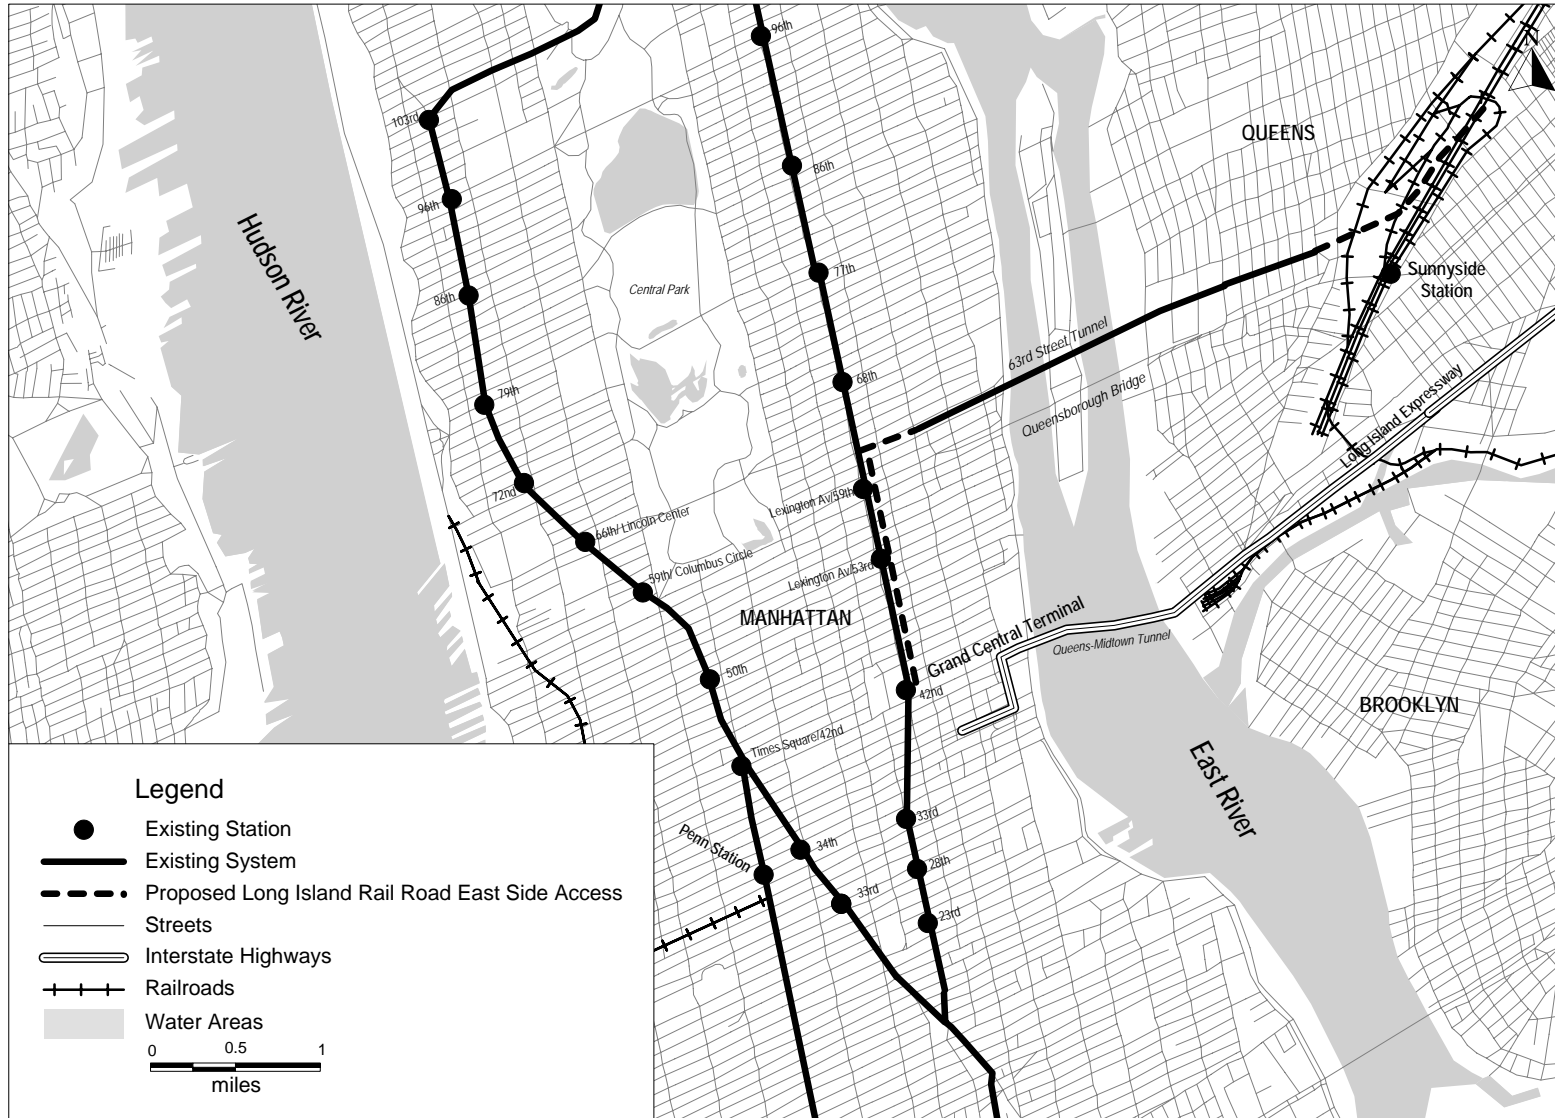 96th
N
103rd
QUEENS
86th
96th
Hudson River
77th
Sunnyside
Station
Central Park
86th
63rd Street Tunnel
68th
79th
Queensborough Bridge
Long Island Expressway
72nd
Lexington Av/59th
66th/ Lincoln Center
59th/ Columbus Circle
Lexington Av/53rd
MANHATTAN
Grand Central Terminal
Queens-Midtown Tunnel
50th
42nd
BROOKLYN
Times Square/42nd
East River
33rd
Penn Station
34th
28th
33rd
23rd
Legend
Existing Station
Existing System
Proposed Long Island Rail Road East Side Access
Streets
Interstate Highways
Railroads
Water Areas
0 0.5 1
miles